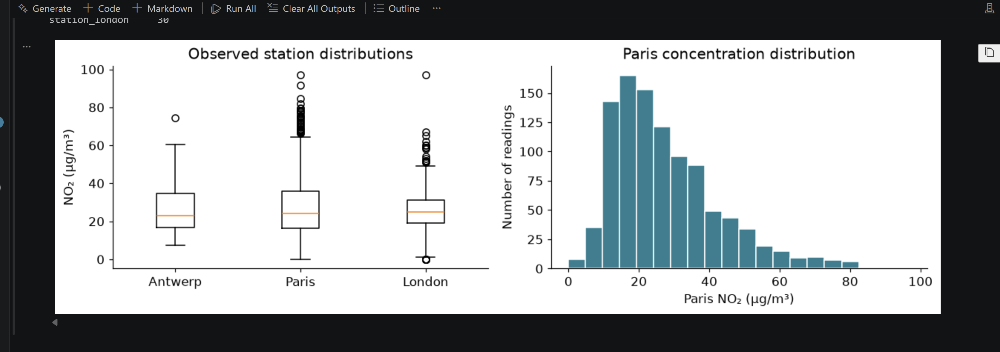 Generate Code Markdown Run All Clear All Outputs Outline ...
station_london 30
...
Observed station distributions
100
80
60
40
20
0
NO₂ (µg/m³)
Antwerp Paris London
Paris concentration distribution
150
125
100
75
50
25
0
Number of readings
0 20 40 60 80 100
Paris NO₂ (µg/m³)